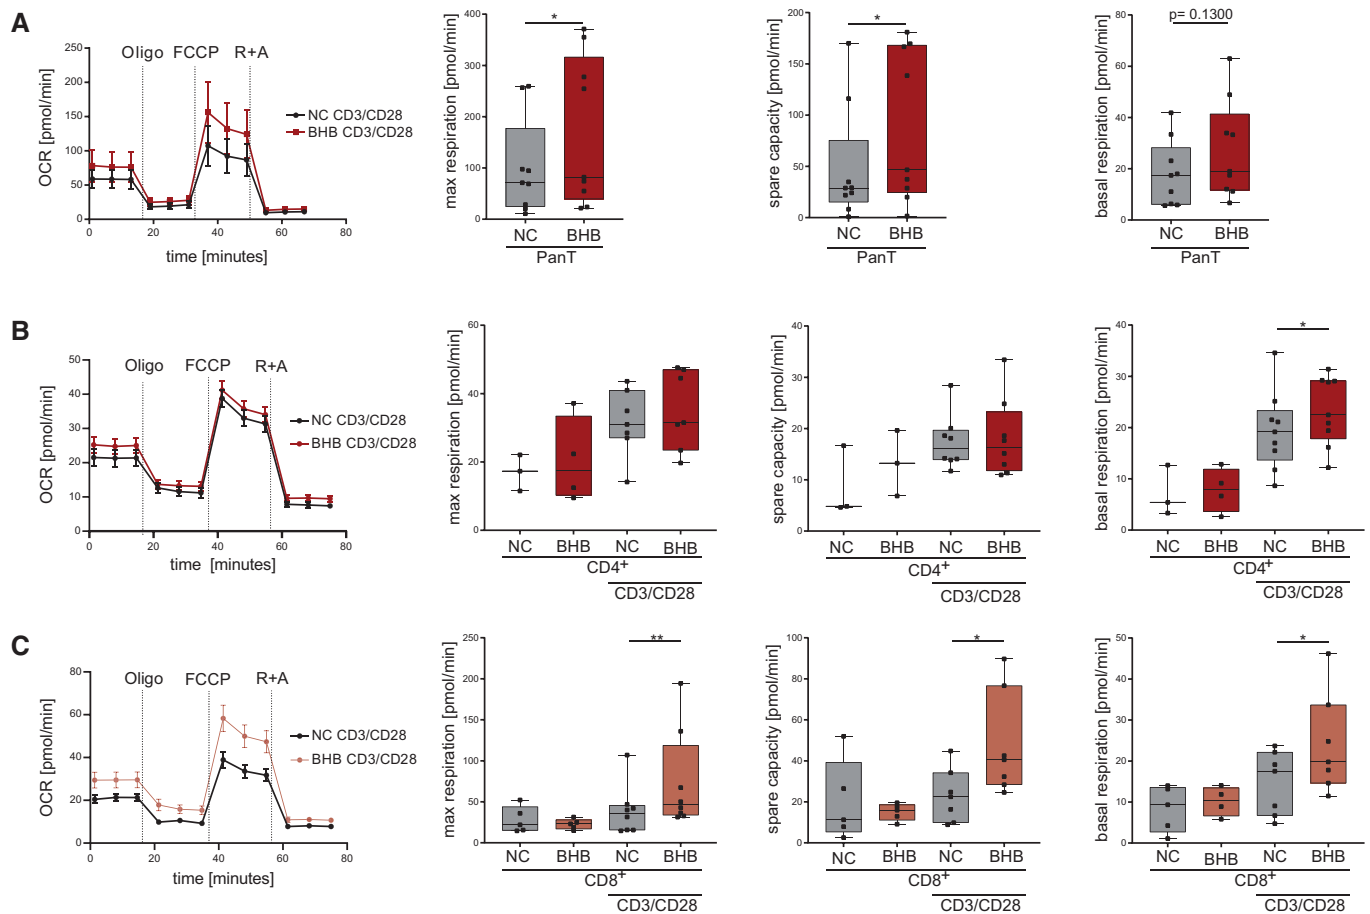 A
OCR [pmol/min]
250
200
150
100
50
0
0 20 40 60 80
time [minutes]
Oligo FCCP R+A
NC CD3/CD28
BHB CD3/CD28
max respiration [pmol/min]
400
300
200
100
0
*
NC BHB
PanT
spare capacity [pmol/min]
200
150
100
50
0
*
NC BHB
PanT
basal respiration [pmol/min]
80
60
40
20
0
p= 0.1300
NC BHB
PanT
B
OCR [pmol/min]
50
40
30
20
10
0
0 20 40 60 80
time [minutes]
Oligo FCCP R+A
NC CD3/CD28
BHB CD3/CD28
max respiration [pmol/min]
60
40
20
0
NC BHB NC BHB
CD4+
CD3/CD28
spare capacity [pmol/min]
40
30
20
10
0
NC BHB NC BHB
CD4+
CD3/CD28
basal respiration [pmol/min]
40
30
20
10
0
*
NC BHB NC BHB
CD4+
CD3/CD28
C
OCR [pmol/min]
80
60
40
20
0
0 20 40 60 80
time [minutes]
Oligo FCCP R+A
NC CD3/CD28
BHB CD3/CD28
max respiration [pmol/min]
250
200
150
100
50
0
**
NC BHB NC BHB
CD8+
CD3/CD28
spare capacity [pmol/min]
100
80
60
40
20
0
*
NC BHB NC BHB
CD8+
CD3/CD28
basal respiration [pmol/min]
50
40
30
20
10
0
*
NC BHB NC BHB
CD8+
CD3/CD28